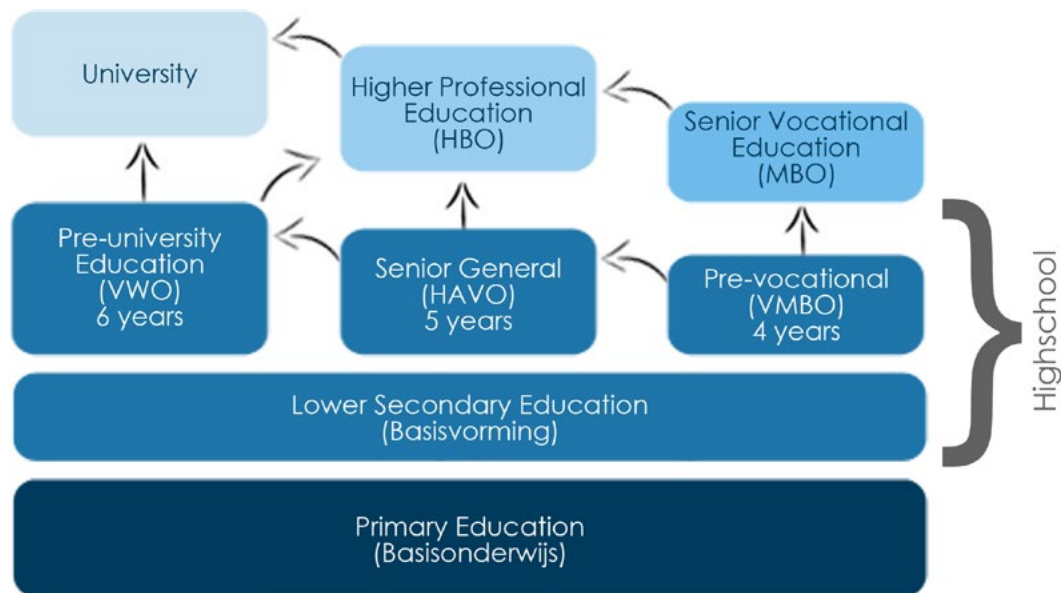 University
Higher Professional
Education
(HBO)
Senior Vocational
Education
(MBO)
Pre-university
Education
(VWO)
6 years
Senior General
(HAVO)
5 years
Pre-vocational
(VMBO)
4 years
Highschool
Lower Secondary Education
(Basisvorming)
Primary Education
(Basisonderwijs)